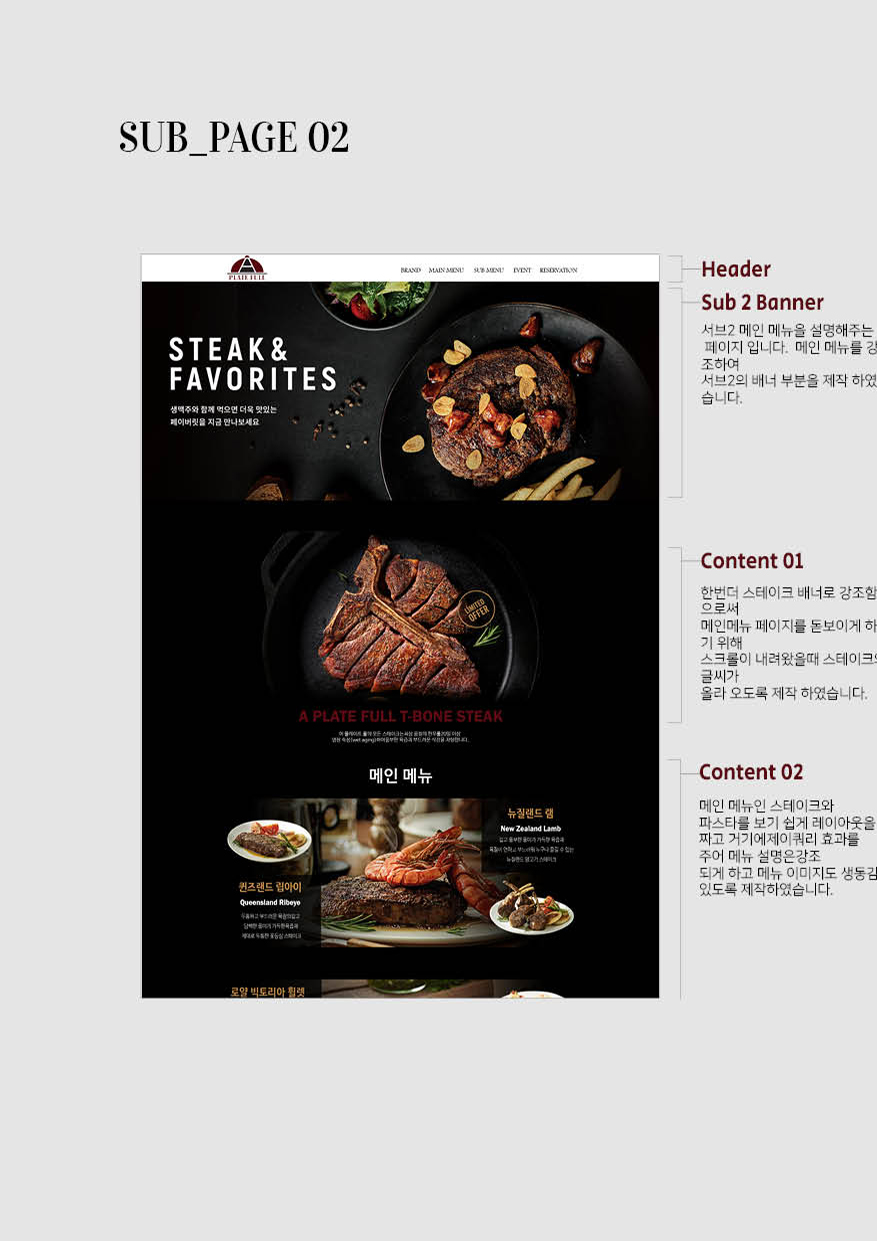 SUB_PAGE 02
A PLATE FULL
BRAND MAIN MENU SUB MENU EVENT RESERVATION
STEAK&
FAVORITES
생맥주와 함께 먹으면 더욱 맛있는
페이버릿을 지금 만나보세요
LIMITED
OFFER
A PLATE FULL T-BONE STEAK
메인 메뉴
뉴질랜드 램
New Zealand Lamb
퀸즈랜드 립아이
Queensland Ribeye
로얄 빅토리아 휠렛
Header
Sub 2 Banner
서브2 메인 메뉴을 설명해주는
페이지 입니다. 메인 메뉴를 강
조하여
서브2의 배너 부분을 제작 하였
습니다.
Content 01
한번더 스테이크 배너로 강조함
으로써
메인메뉴 페이지를 돋보이게 하
기 위해
스크롤이 내려왔을때 스테이크와
글씨가
올라 오도록 제작 하였습니다.
Content 02
메인 메뉴인 스테이크와
파스타를 보기 쉽게 레이아웃을
짜고 거기에제이쿼리 효과를
주어 메뉴 설명은강조
되게 하고 메뉴 이미지도 생동감
있도록 제작하였습니다.